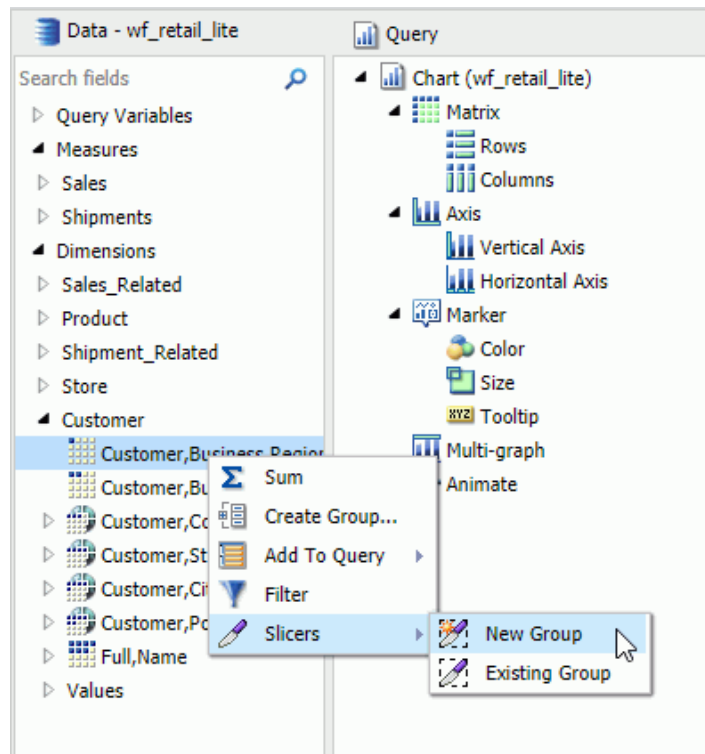 Data - wf_retail_lite
Search fields
Query Variables
Measures
Sales
Shipments
Dimensions
Sales_Related
Product
Shipment_Related
Store
Customer
Customer,Business Region
Customer,Bu
Customer,Co
Customer,St
Customer,Ci
Customer,Po
Full,Name
Values
Query
Chart (wf_retail_lite)
Matrix
Rows
Columns
Axis
Vertical Axis
Horizontal Axis
Marker
Color
Size
XYZ Tooltip
Multi-graph
Animate
Sum
Create Group...
Add To Query
Filter
Slicers
New Group
Existing Group